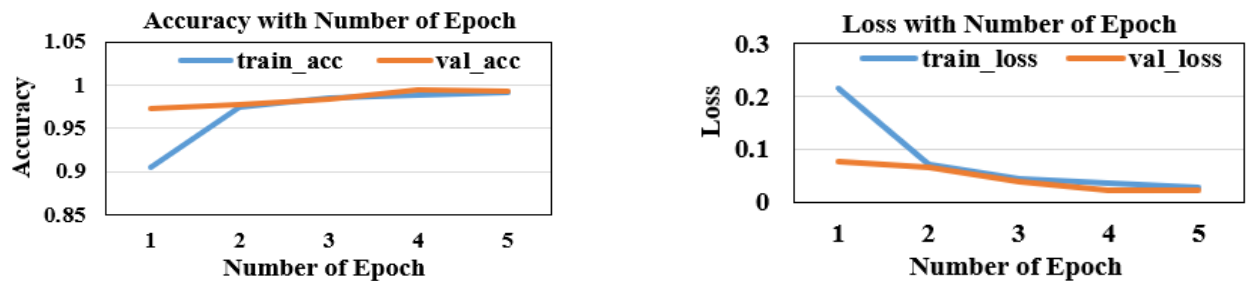 Accuracy with Number of Epoch
1.05
1
0.95
0.9
0.85
Accuracy
train_acc val_acc
1 2 3 4 5
Number of Epoch
Loss with Number of Epoch
0.3
0.2
0.1
0
Loss
train_loss val_loss
1 2 3 4 5
Number of Epoch